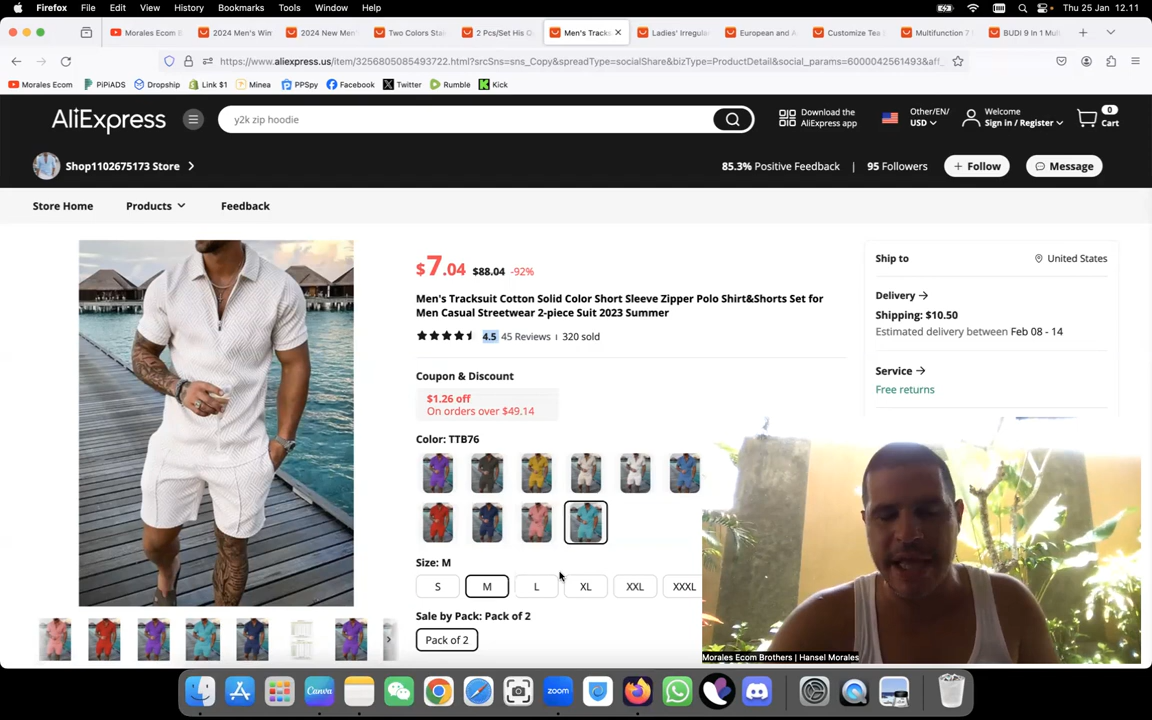 Firefox File Edit View History Bookmarks Tools Window Help Thu 25 Jan 12.11
Morales Ecom B 2024 Men's Win 2024 New Men' Two Colors Sta 2 Pcs/Set His Men's Tracks Ladies' Irregula European and A Customize Tea Multifunction 7 BUDI 9 In 1 Mult
https://www.aliexpress.us/item/3256805085493722.html?srcSns=sns_Copy&spreadType=socialShare&bizType=ProductDetail&social_params=6000042561493&aff_
Morales Ecom PiPiADS Dropship Link $1 Minea PPSpy Facebook Twitter Rumble Kick
AliExpress
y2k zip hoodie
Download the
AliExpress app
Other/EN/
USD
Welcome
Sign in / Register
0
Cart
Shop1102675173 Store
85.3% Positive Feedback | 95 Followers
+ Follow
Message
Store Home Products Feedback
$7.04 $88.04 -92%
Men's Tracksuit Cotton Solid Color Short Sleeve Zipper Polo Shirt&Shorts Set for
Men Casual Streetwear 2-piece Suit 2023 Summer
4.5 45 Reviews 320 sold
Coupon & Discount
$1.26 off
On orders over $49.14
Color: TTB76
Size: M
S M L XL XXL XXXL
Sale by Pack: Pack of 2
Pack of 2
Ship to United States
Delivery
Shipping: $10.50
Estimated delivery between Feb 08 - 14
Service
Free returns
Morales Ecom Brothers | Hansel Morales
zoom